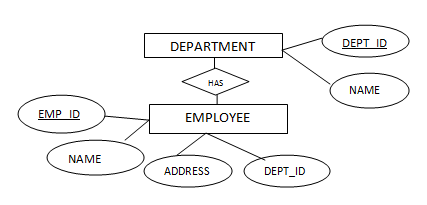 DEPARTMENT
DEPT_ID
HAS
NAME
EMP_ID
EMPLOYEE
NAME
ADDRESS
DEPT_ID